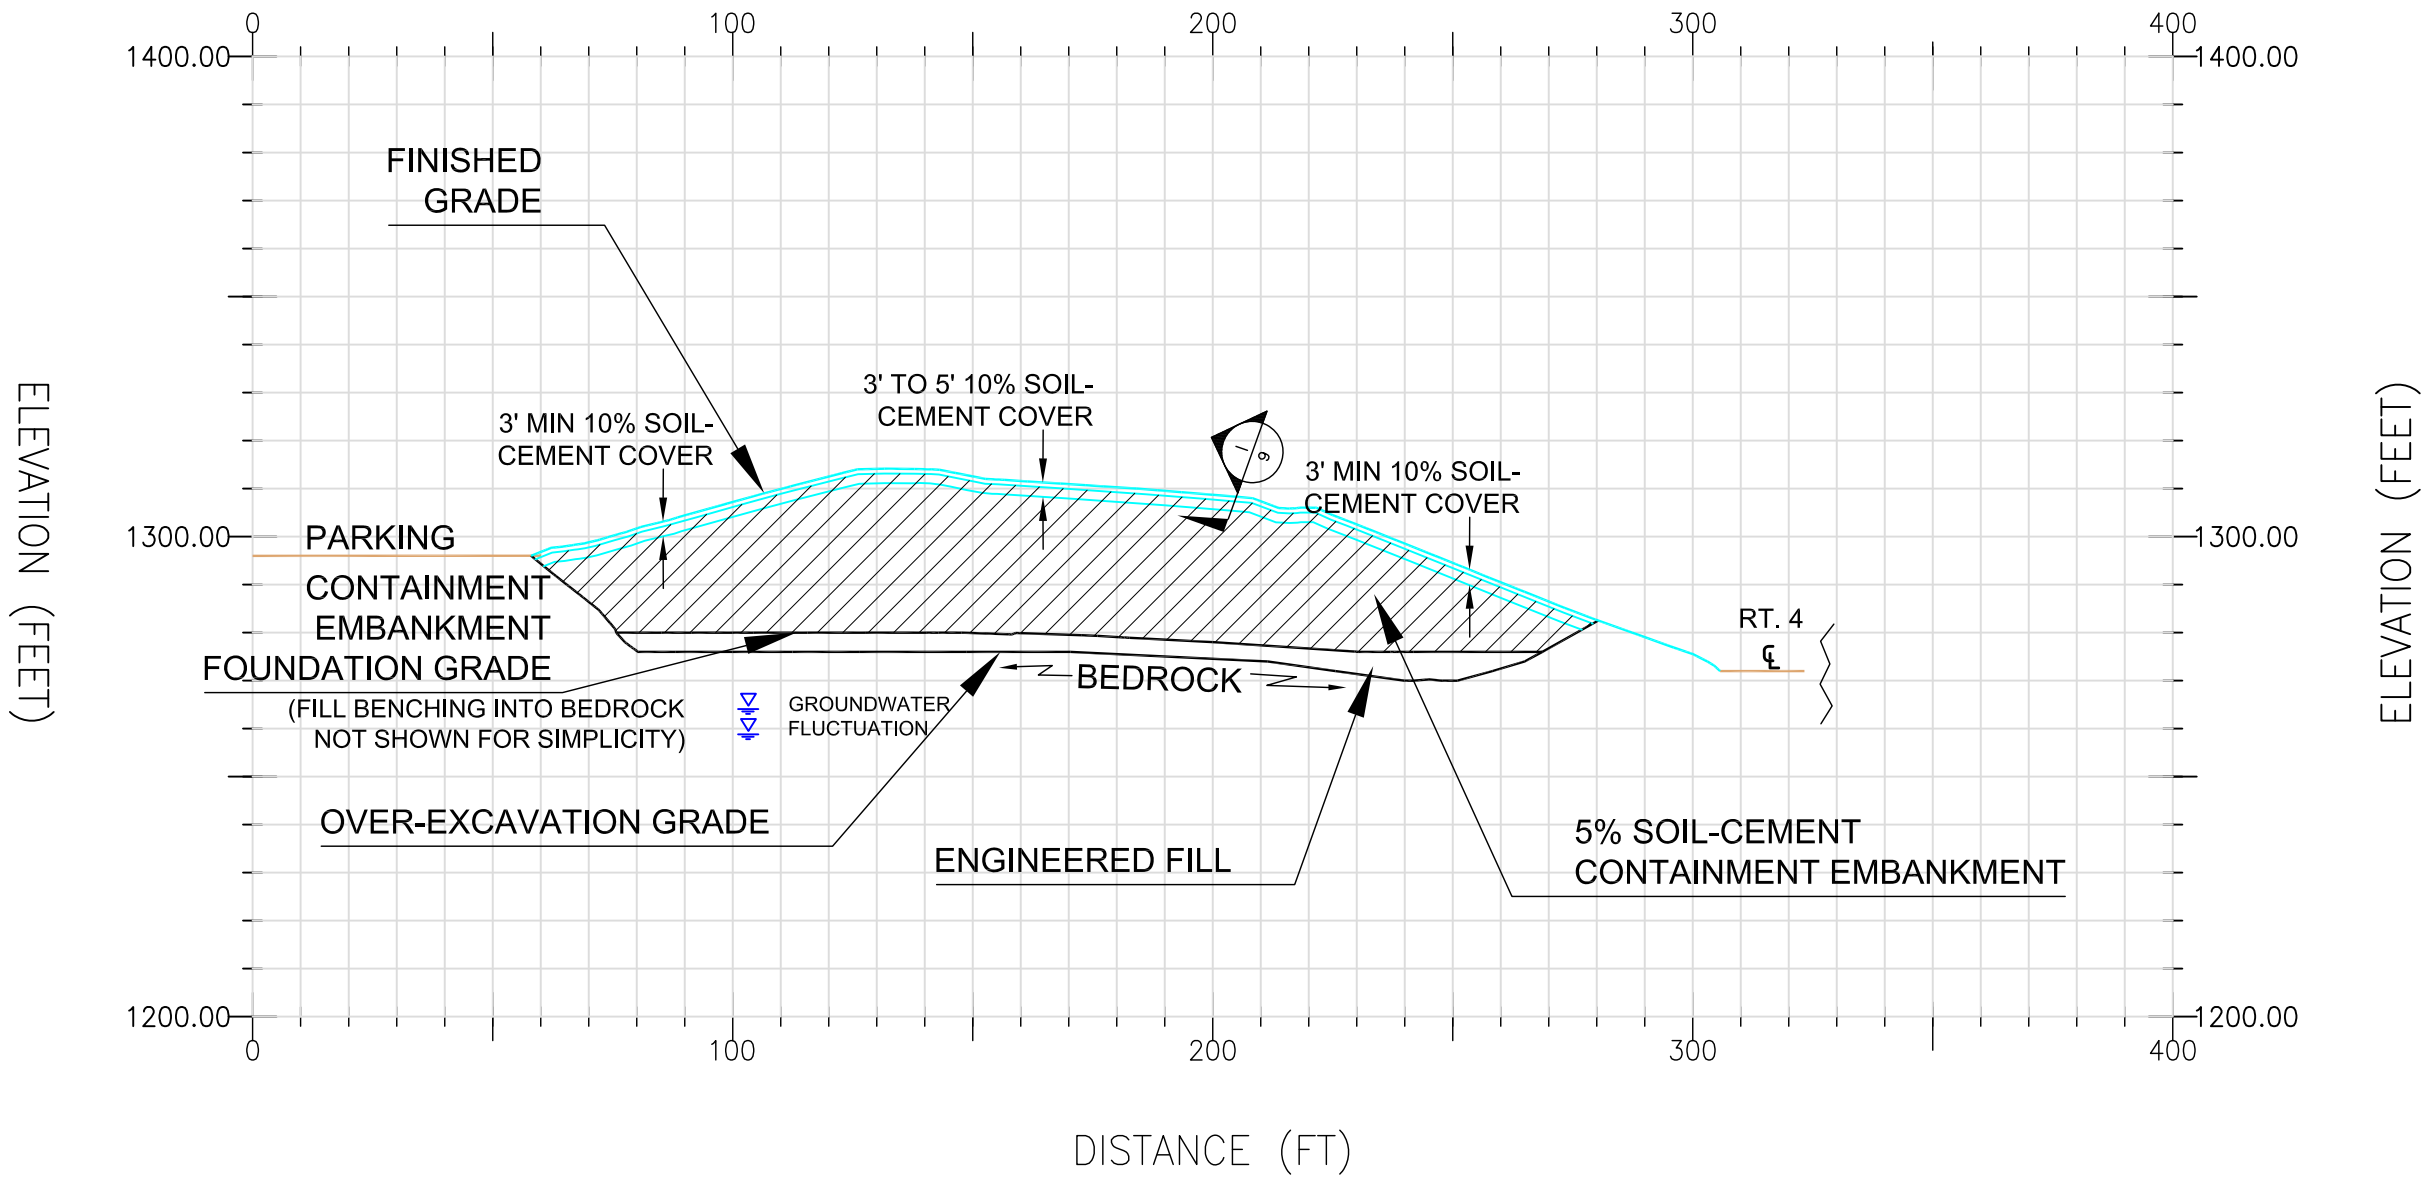 0 100 200 300 400
1400.00 1400.00
FINISHED
GRADE
3' TO 5' 10% SOIL-
CEMENT COVER
3' MIN 10% SOIL-
CEMENT COVER
3' MIN 10% SOIL-
CEMENT COVER
ELEVATION (FEET)
ELEVATION (FEET)
1300.00 1300.00
PARKING
CONTAINMENT
EMBANKMENT
FOUNDATION GRADE
(FILL BENCHING INTO BEDROCK
NOT SHOWN FOR SIMPLICITY)
GROUNDWATER
FLUCTUATION
BEDROCK
RT. 4
OVER-EXCAVATION GRADE
ENGINEERED FILL
5% SOIL-CEMENT
CONTAINMENT EMBANKMENT
1200.00 1200.00
0 100 200 300 400
DISTANCE (FT)